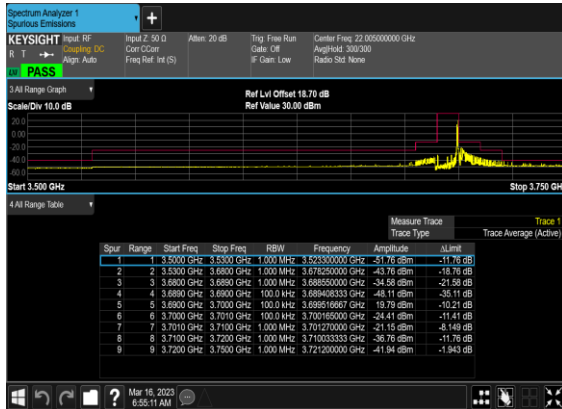 Spectrum Analyzer 1
Spurious Emissions
KEYSIGHT Input: RF Input Z: 50 Ω Atten: 20 dB Trig: Free Run Center Freq: 22.005000000 GHz
R T Coupling: DC Corr CCorr Gate: Off Avg|Hold: 300/300
Align: Auto Freq Ref: Int (S) IF Gain: Low Radio Std: None
PASS
3 All Range Graph
Ref Lvl Offset 18.70 dB
Scale/Div 10.0 dB Ref Value 30.00 dBm
20.0
0.00
-20.0
-40.0
-60.0
Start 3.500 GHz Stop 3.750 GH
4 All Range Table
Measure Trace Trace 1
Trace Type Trace Average (Active)
Spur Range Start Freq Stop Freq RBW Frequency Amplitude ΔLimit
1 1 3.5000 GHz 3.5300 GHz 1.000 MHz 3.523300000 GHz -51.76 dBm -11.76 dB
2 2 3.5300 GHz 3.6800 GHz 1.000 MHz 3.678250000 GHz -43.76 dBm -18.76 dB
3 3 3.6800 GHz 3.6890 GHz 1.000 MHz 3.688550000 GHz -34.58 dBm -21.58 dB
4 4 3.6890 GHz 3.6900 GHz 100.0 kHz 3.689408333 GHz -48.11 dBm -35.11 dB
5 5 3.6900 GHz 3.7000 GHz 100.0 kHz 3.699516667 GHz 19.79 dBm -10.21 dB
6 6 3.7000 GHz 3.7010 GHz 100.0 kHz 3.700165000 GHz -24.41 dBm -11.41 dB
7 7 3.7010 GHz 3.7100 GHz 1.000 MHz 3.701270000 GHz -21.15 dBm -8.149 dB
8 8 3.7100 GHz 3.7200 GHz 1.000 MHz 3.710033333 GHz -36.76 dBm -11.76 dB
9 9 3.7200 GHz 3.7500 GHz 1.000 MHz 3.721200000 GHz -41.94 dBm -1.943 dB
Mar 16, 2023
6:55:11 AM